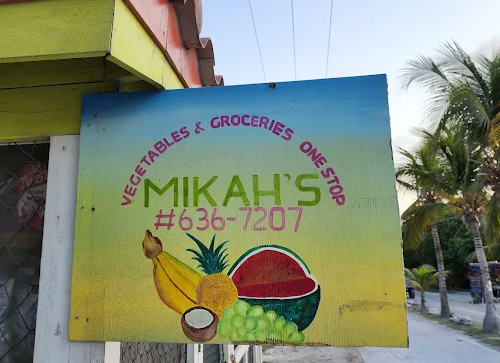 VEGETABLES & GROCERIES ONE STOP
MIKAH'S
#636-7207